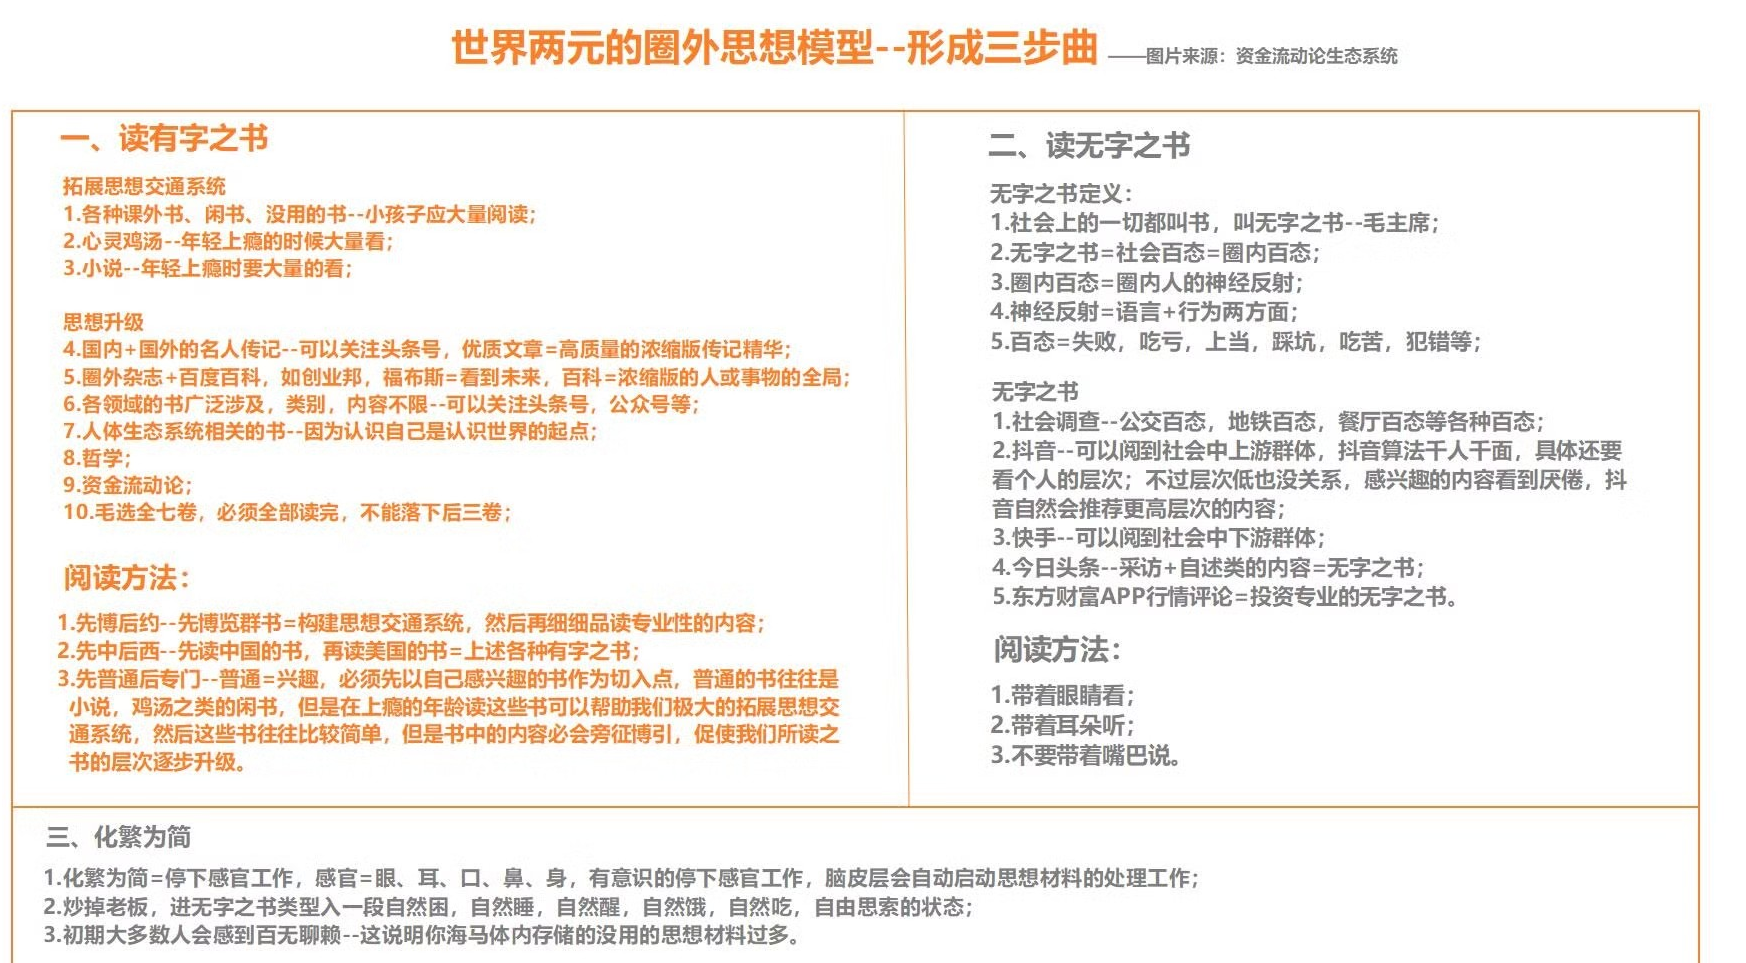 世界两元的圈外思想模型--形成三步曲 ——图片来源：资金流动论生态系统
一、读有字之书
拓展思想交通系统
1.各种课外书、闲书、没用的书--小孩子应大量阅读；
2.心灵鸡汤--年轻上瘾的时候大量看；
3.小说--年轻上瘾时要大量的看；
思想升级
4.国内+国外的名人传记--可以关注头条号，优质文章=高质量的浓缩版传记精华；
5.圈外杂志+百度百科，如创业邦，福布斯=看到未来，百科=浓缩版的人或事物的全局；
6.各领域的书广泛涉及，类别，内容不限--可以关注头条号，公众号等；
7.人体生态系统相关的书--因为认识自己是认识世界的起点；
8.哲学；
9.资金流动论；
10.毛选全七卷，必须全部读完，不能落下后三卷；
阅读方法：
1.先博后约--先博览群书=构建思想交通系统，然后再细细品读专业性的内容；
2.先中后西--先读中国的书，再读美国的书=上述各种有字之书；
3.先普通后专门--普通=兴趣，必须先以自己感兴趣的书作为切入点，普通的书往往是
小说，鸡汤之类的闲书，但是在上瘾的年龄读这些书可以帮助我们极大的拓展思想交
通系统，然后这些书往往比较简单，但是书中的内容必会旁征博引，促使我们所读之
书的层次逐步升级。
二、读无字之书
无字之书定义：
1.社会上的一切都叫书，叫无字之书--毛主席；
2.无字之书=社会百态=圈内百态；
3.圈内百态=圈内人的神经反射；
4.神经反射=语言+行为两方面；
5.百态=失败，吃亏，上当，踩坑，吃苦，犯错等；
无字之书
1.社会调查--公交百态，地铁百态，餐厅百态等各种百态；
2.抖音--可以阅到社会中上游群体，抖音算法千人千面，具体还要
看个人的层次；不过层次低也没关系，感兴趣的内容看到厌倦，抖
音自然会推荐更高层次的内容；
3.快手--可以阅到社会中下游群体；
4.今日头条--采访+自述类的内容=无字之书；
5.东方财富APP行情评论=投资专业的无字之书。
阅读方法：
1.带着眼睛看；
2.带着耳朵听；
3.不要带着嘴巴说。
三、化繁为简
1.化繁为简=停下感官工作，感官=眼、耳、口、鼻、身，有意识的停下感官工作，脑皮层会自动启动思想材料的处理工作；
2.炒掉老板，进无字之书类型入一段自然困，自然睡，自然醒，自然饿，自然吃，自由思索的状态；
3.初期大多数人会感到百无聊赖--这说明你海马体内存储的没用的思想材料过多。